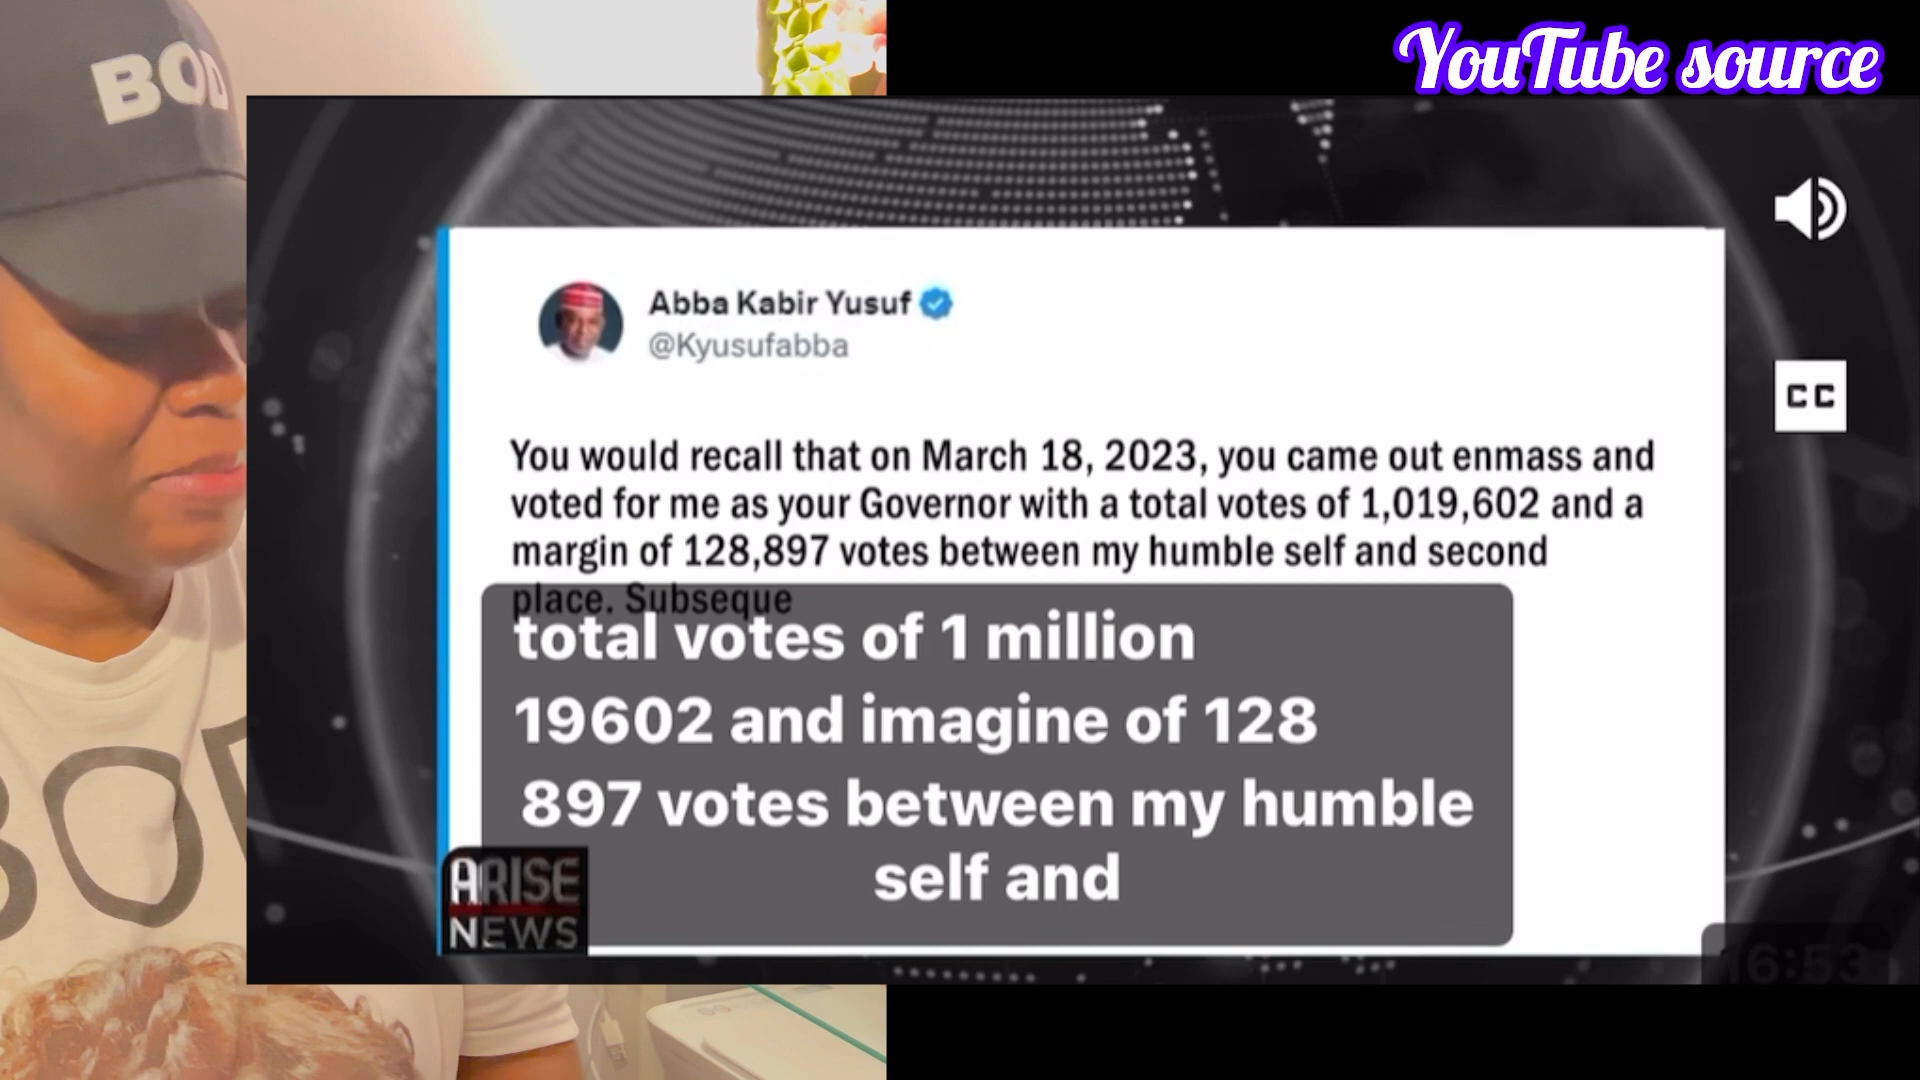 YouTube source
BOD
Abba Kabir Yusuf
@Kyusufabba
CC
You would recall that on March 18, 2023, you came out enmass and
voted for me as your Governor with a total votes of 1,019,602 and a
margin of 128,897 votes between my humble self and second
place. Subseque
total votes of 1 million
19602 and imagine of 128
897 votes between my humble
self and
ARISE
NEWS
16:53